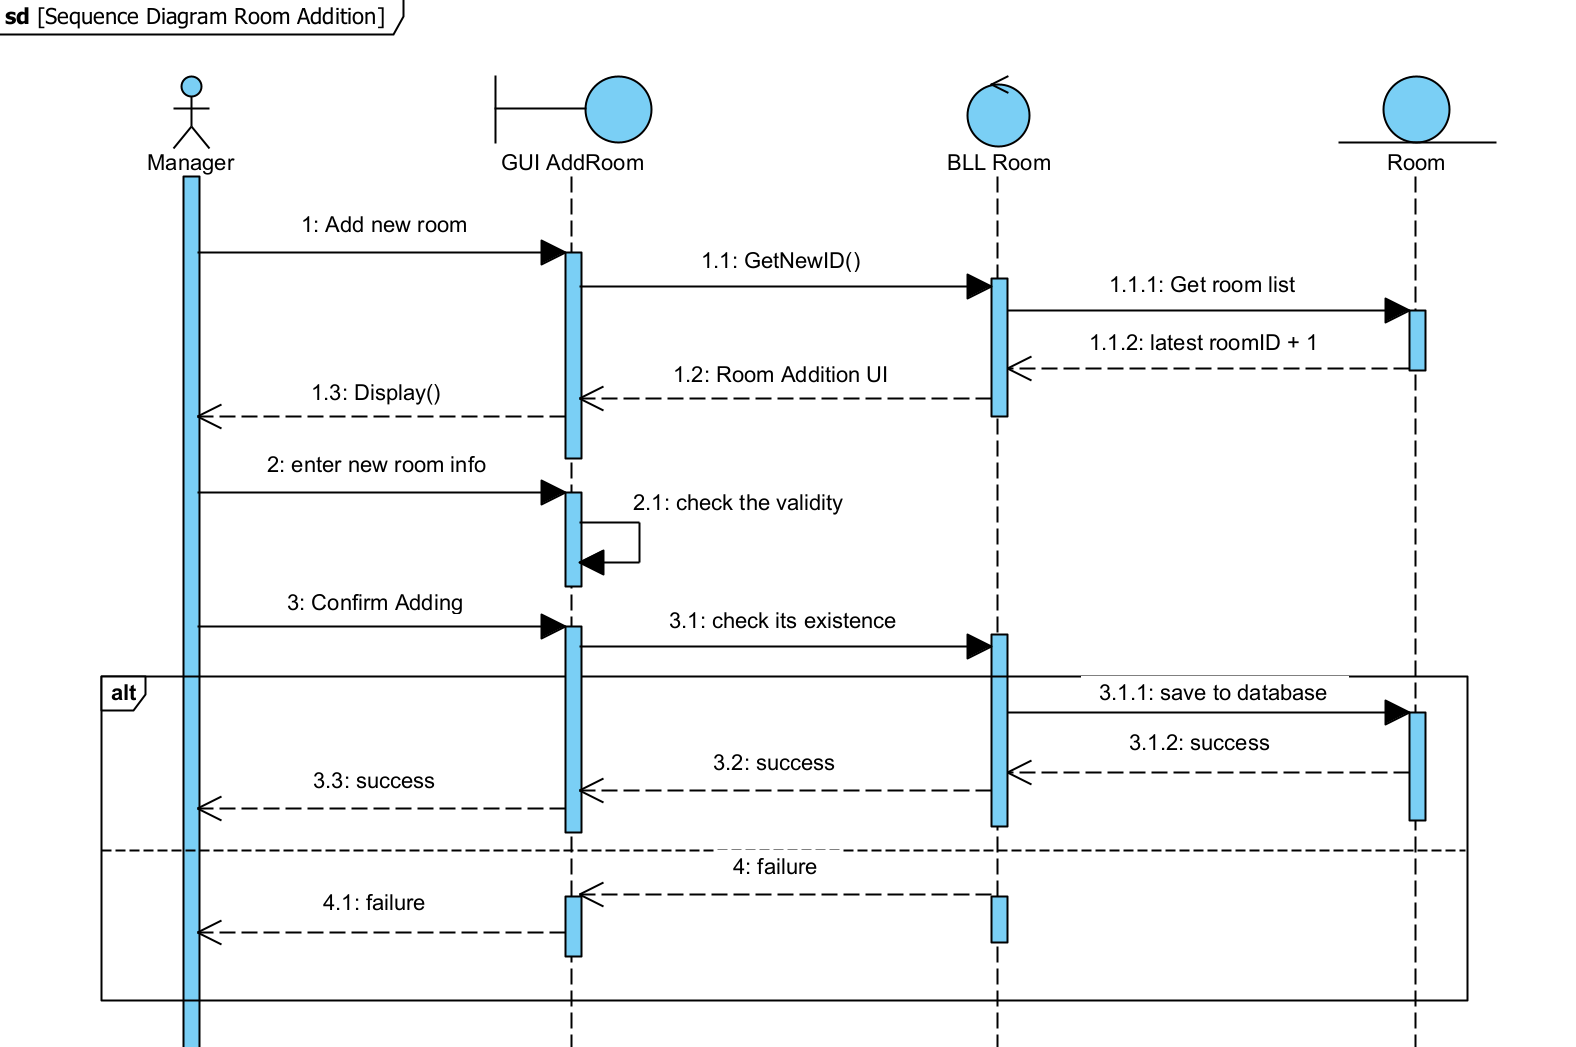 sd [Sequence Diagram Room Addition]
Manager
GUI AddRoom
BLL Room
Room
1: Add new room
1.1: GetNewID()
1.1.1: Get room list
1.1.2: latest roomID + 1
1.2: Room Addition UI
1.3: Display()
2: enter new room info
2.1: check the validity
3: Confirm Adding
3.1: check its existence
alt
3.1.1: save to database
3.1.2: success
3.2: success
3.3: success
4: failure
4.1: failure